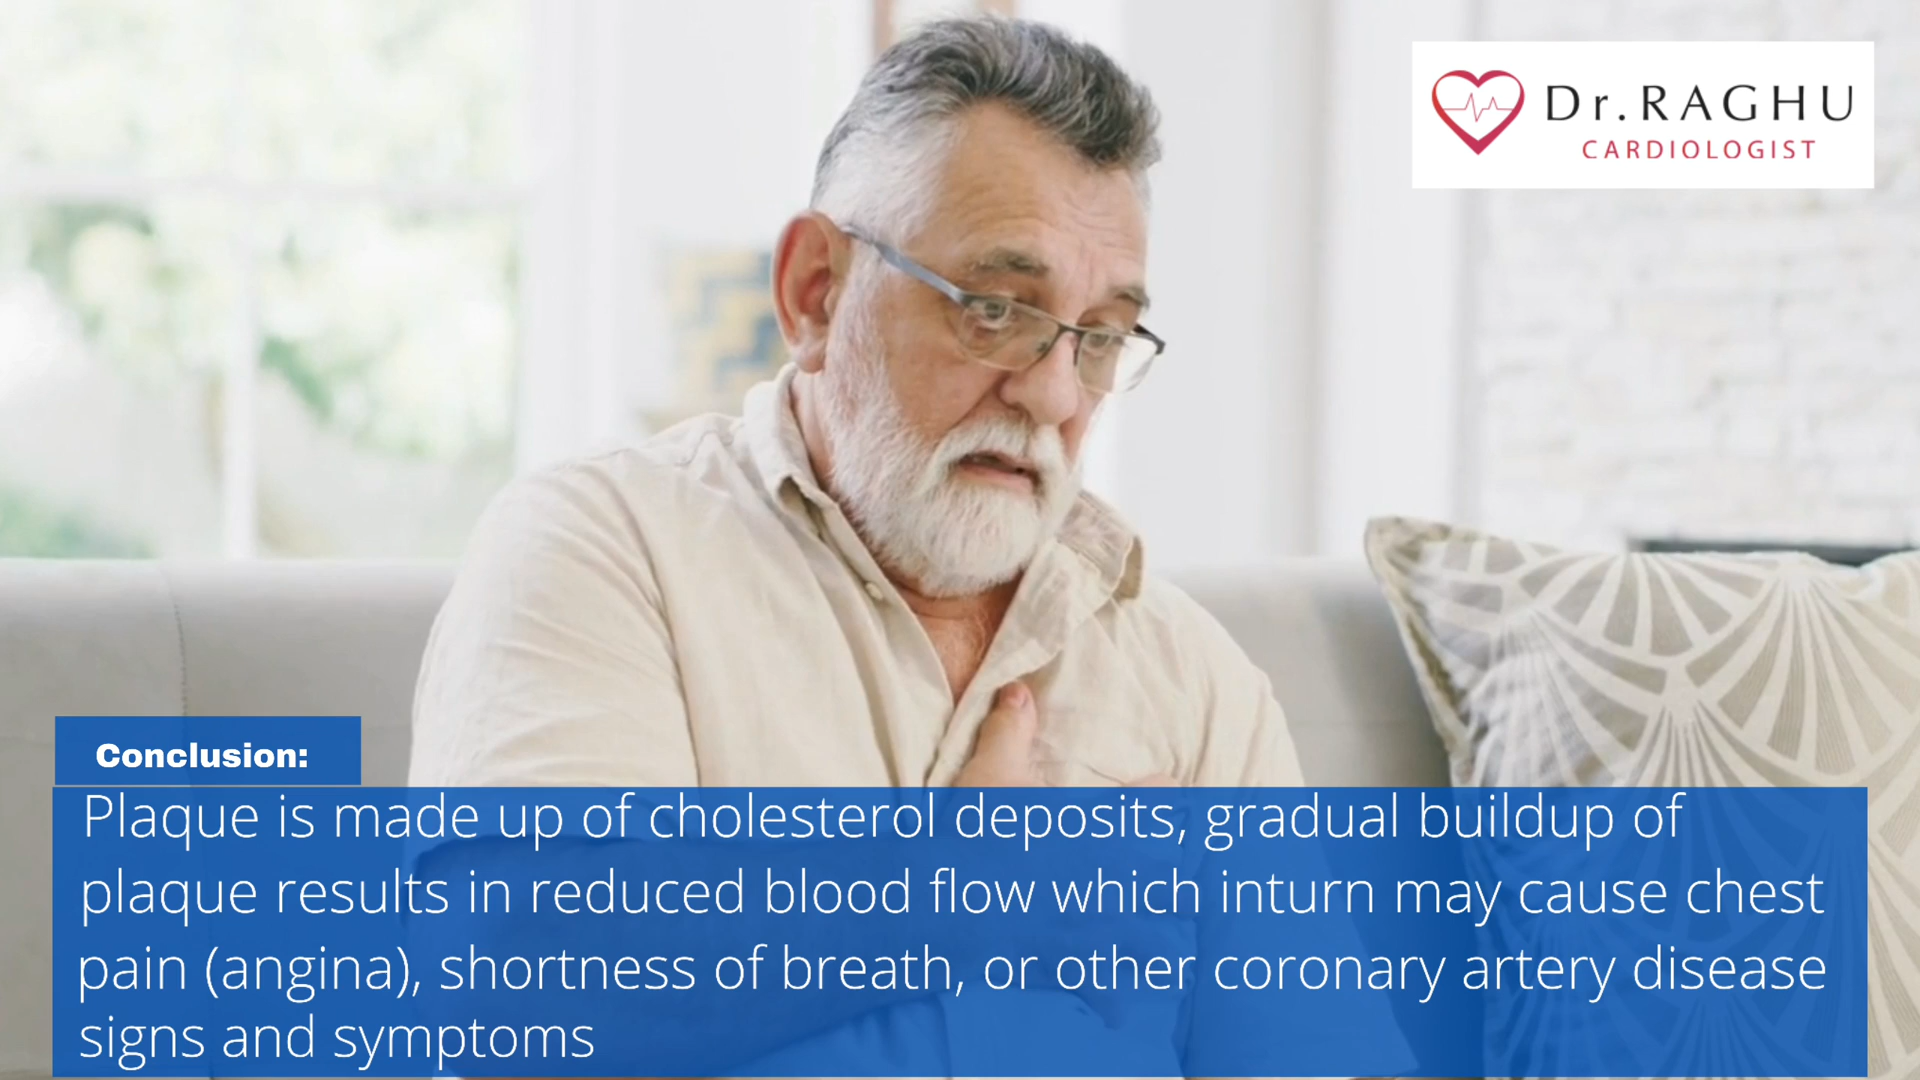 Dr.RAGHU
CARDIOLOGIST
Conclusion:
Plaque is made up of cholesterol deposits, gradual buildup of
plaque results in reduced blood flow which inturn may cause chest
pain (angina), shortness of breath, or other coronary artery disease
signs and symptoms